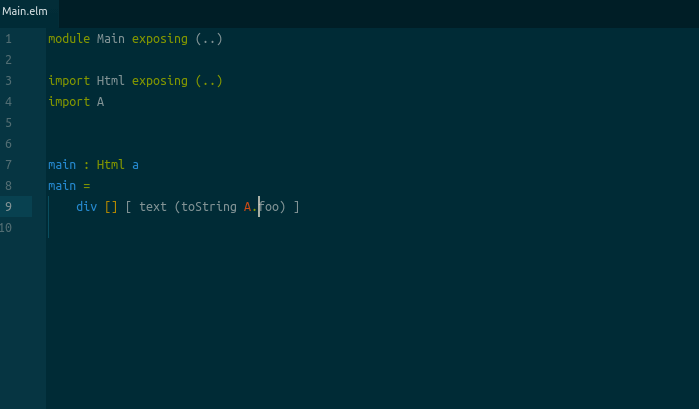 Main.elm
1 module Main exposing (..)
2
3 import Html exposing (..)
4 import A
5
6
7 main : Html a
8 main =
9     div [] [ text (toString A.foo) ]
10